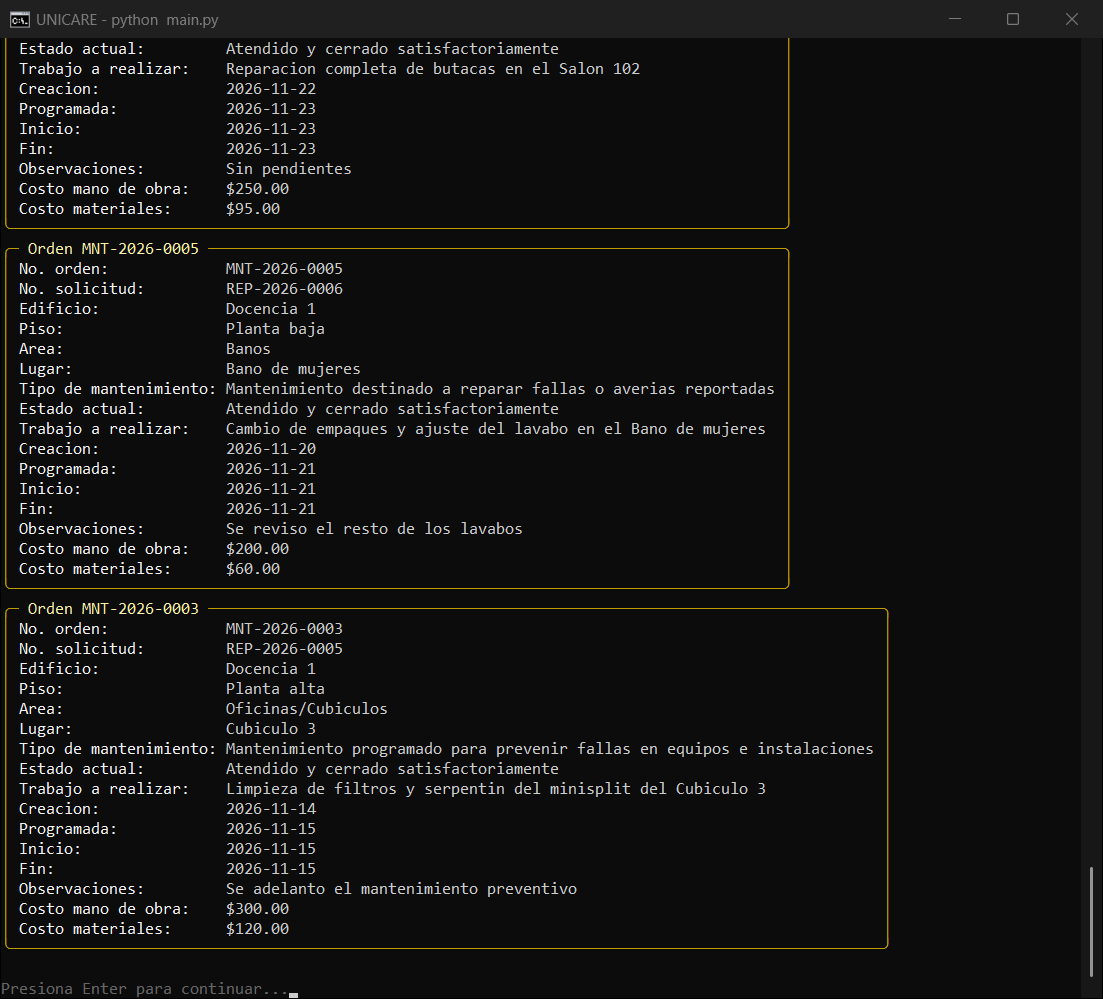 UNICARE - python  main.py
Estado actual: Atendido y cerrado satisfactoriamente
Trabajo a realizar: Reparacion completa de butacas en el Salon 102
Creacion: 2026-11-22
Programada: 2026-11-23
Inicio: 2026-11-23
Fin: 2026-11-23
Observaciones: Sin pendientes
Costo mano de obra: $250.00
Costo materiales: $95.00
Orden MNT-2026-0005
No. orden: MNT-2026-0005
No. solicitud: REP-2026-0006
Edificio: Docencia 1
Piso: Planta baja
Area: Banos
Lugar: Bano de mujeres
Tipo de mantenimiento: Mantenimiento destinado a reparar fallas o averias reportadas
Estado actual: Atendido y cerrado satisfactoriamente
Trabajo a realizar: Cambio de empaques y ajuste del lavabo en el Bano de mujeres
Creacion: 2026-11-20
Programada: 2026-11-21
Inicio: 2026-11-21
Fin: 2026-11-21
Observaciones: Se reviso el resto de los lavabos
Costo mano de obra: $200.00
Costo materiales: $60.00
Orden MNT-2026-0003
No. orden: MNT-2026-0003
No. solicitud: REP-2026-0005
Edificio: Docencia 1
Piso: Planta alta
Area: Oficinas/Cubiculos
Lugar: Cubiculo 3
Tipo de mantenimiento: Mantenimiento programado para prevenir fallas en equipos e instalaciones
Estado actual: Atendido y cerrado satisfactoriamente
Trabajo a realizar: Limpieza de filtros y serpentin del minisplit del Cubiculo 3
Creacion: 2026-11-14
Programada: 2026-11-15
Inicio: 2026-11-15
Fin: 2026-11-15
Observaciones: Se adelanto el mantenimiento preventivo
Costo mano de obra: $300.00
Costo materiales: $120.00
Presiona Enter para continuar...